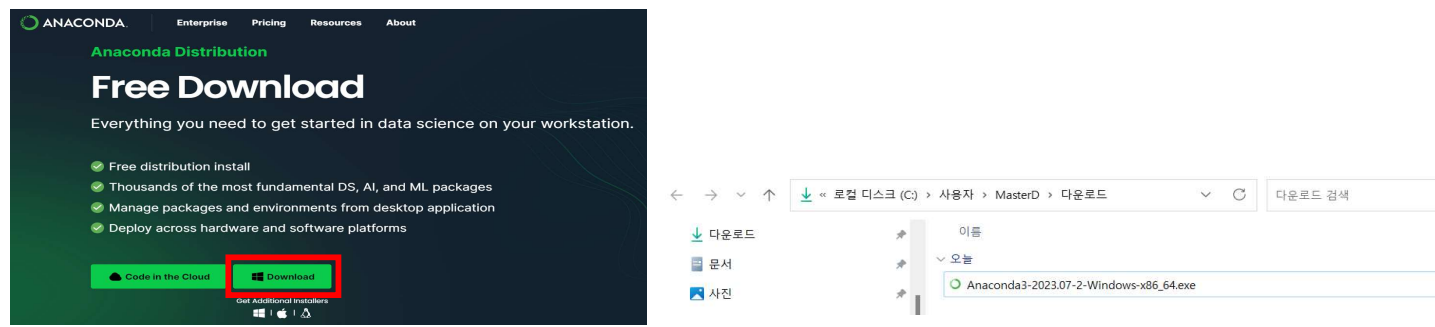 ANACONDA.
Enterprise Pricing Resources About
Anaconda Distribution
Free Download
Everything you need to get started in data science on your workstation.
Free distribution install
Thousands of the most fundamental DS, AI, and ML packages
Manage packages and environments from desktop application
Deploy across hardware and software platforms
Code in the Cloud
Download
Get Additional Installers
« 로컬 디스크 (C:) › 사용자 › MasterD › 다운로드
다운로드 검색
다운로드
문서
사진
이름
오늘
Anaconda3-2023.07-2-Windows-x86_64.exe